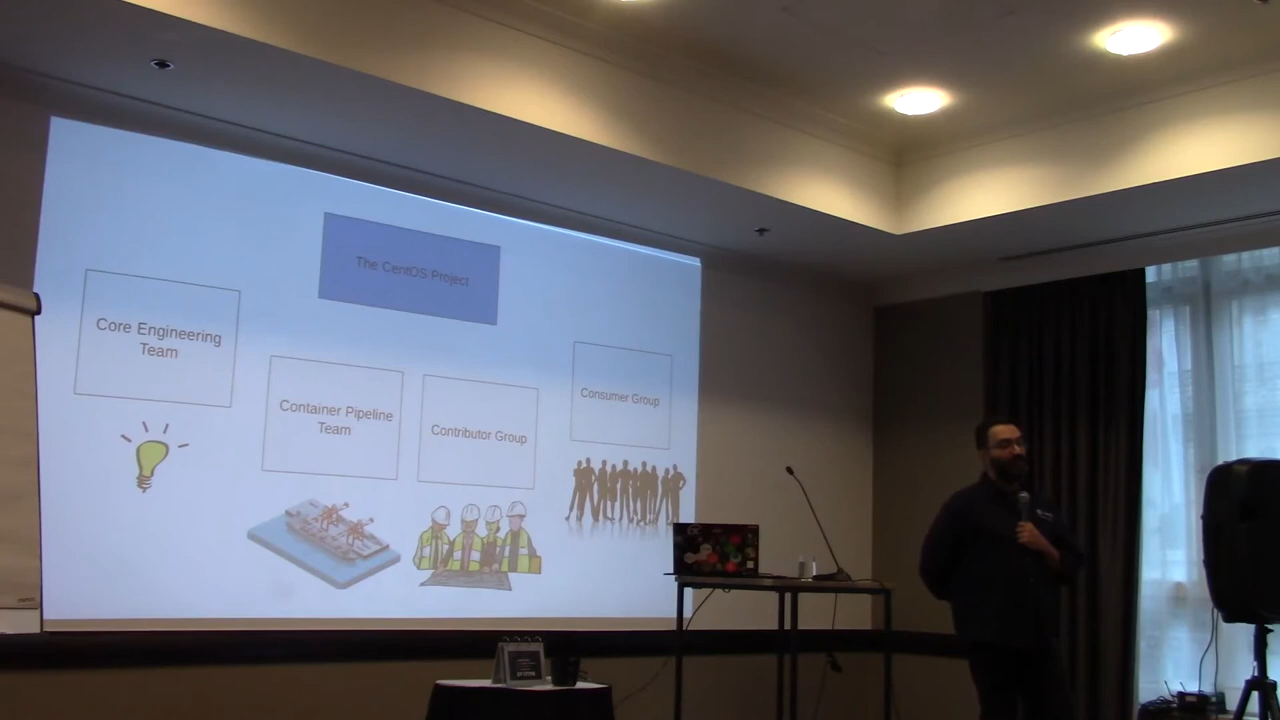 The CentOS Project
Core Engineering
Team
Container Pipeline
Team
Contributor Group
Consumer Group